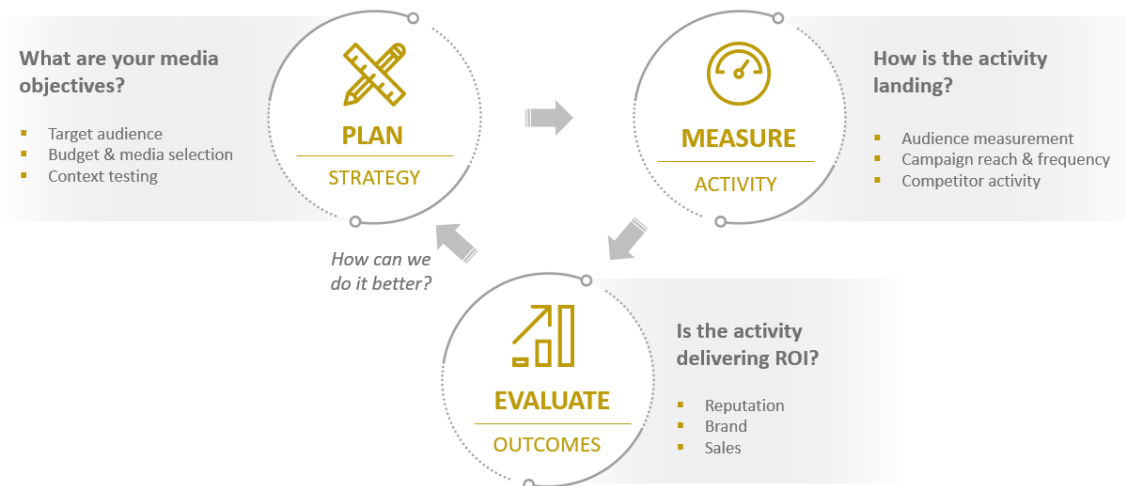 What are your media
objectives?
▪ Target audience
▪ Budget & media selection
▪ Context testing
PLAN
STRATEGY
MEASURE
ACTIVITY
How is the activity
landing?
▪ Audience measurement
▪ Campaign reach & frequency
▪ Competitor activity
How can we
do it better?
EVALUATE
OUTCOMES
Is the activity
delivering ROI?
▪ Reputation
▪ Brand
▪ Sales